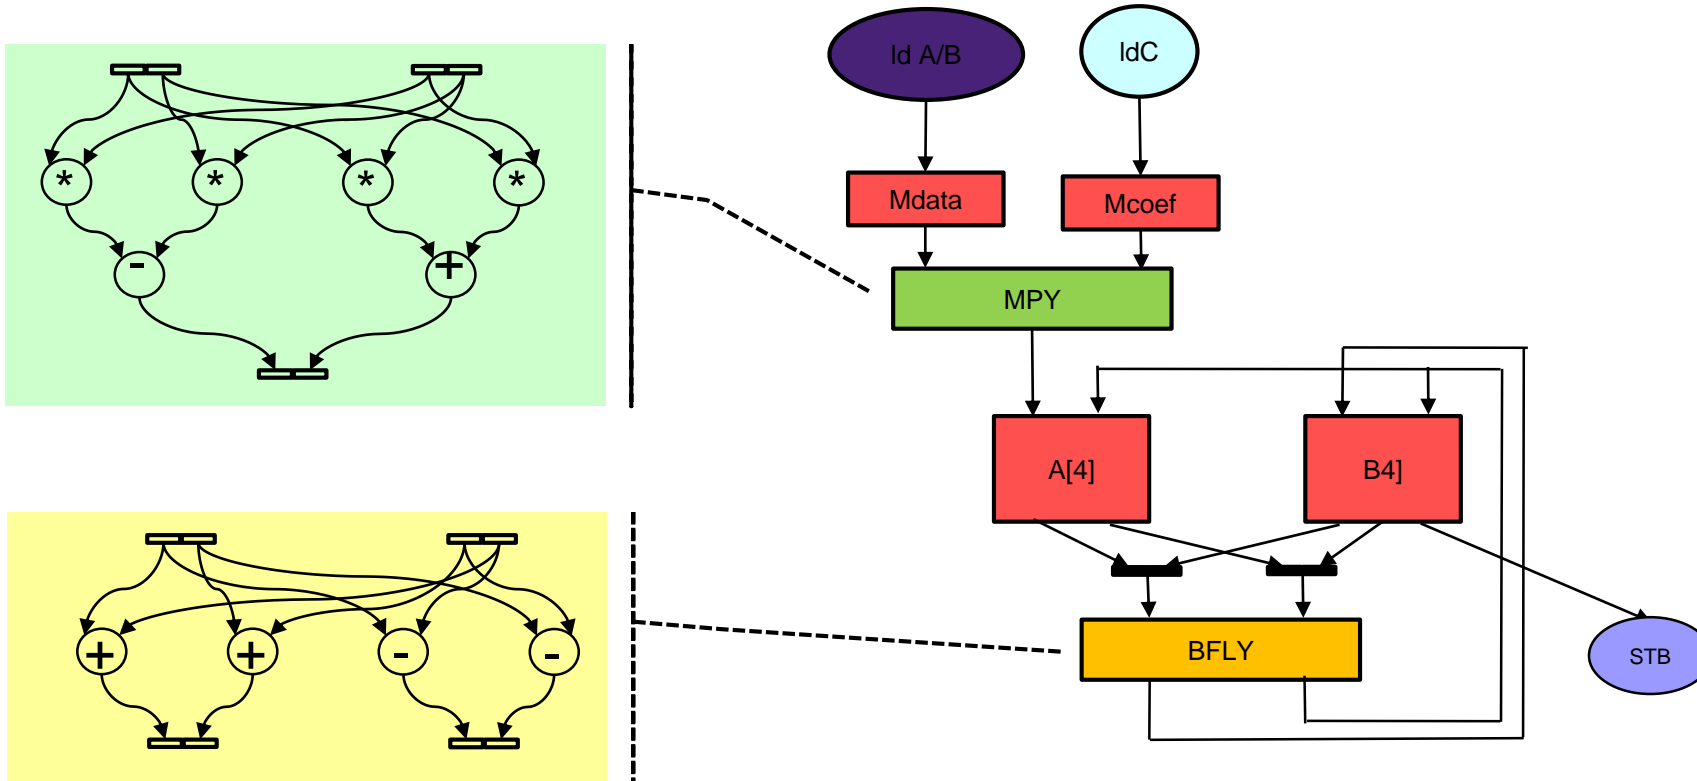 ld A/B
ldC
Mdata
Mcoef
MPY
A[4]
B4]
BFLY
STB
* * * *
- +
+ + - -